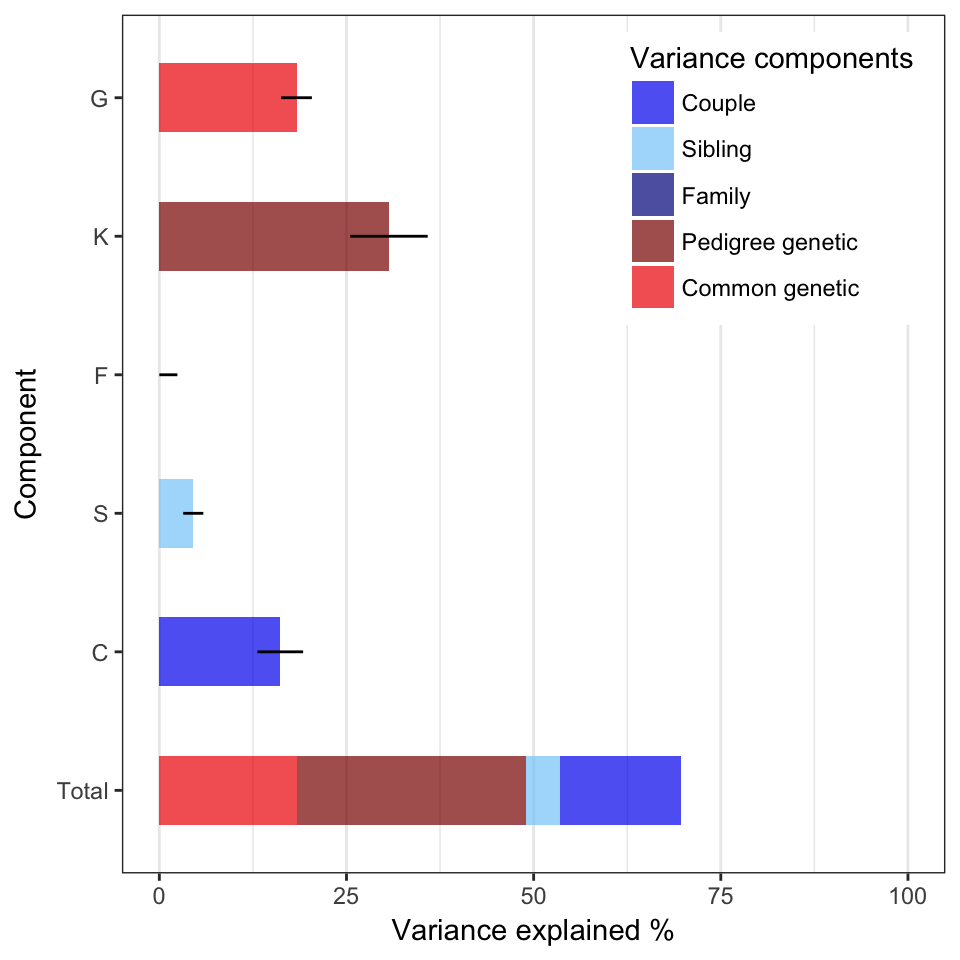 Variance components
Couple
Sibling
Family
Pedigree genetic
Common genetic
Component
G
K
F
S
C
Total
0 25 50 75 100
Variance explained %